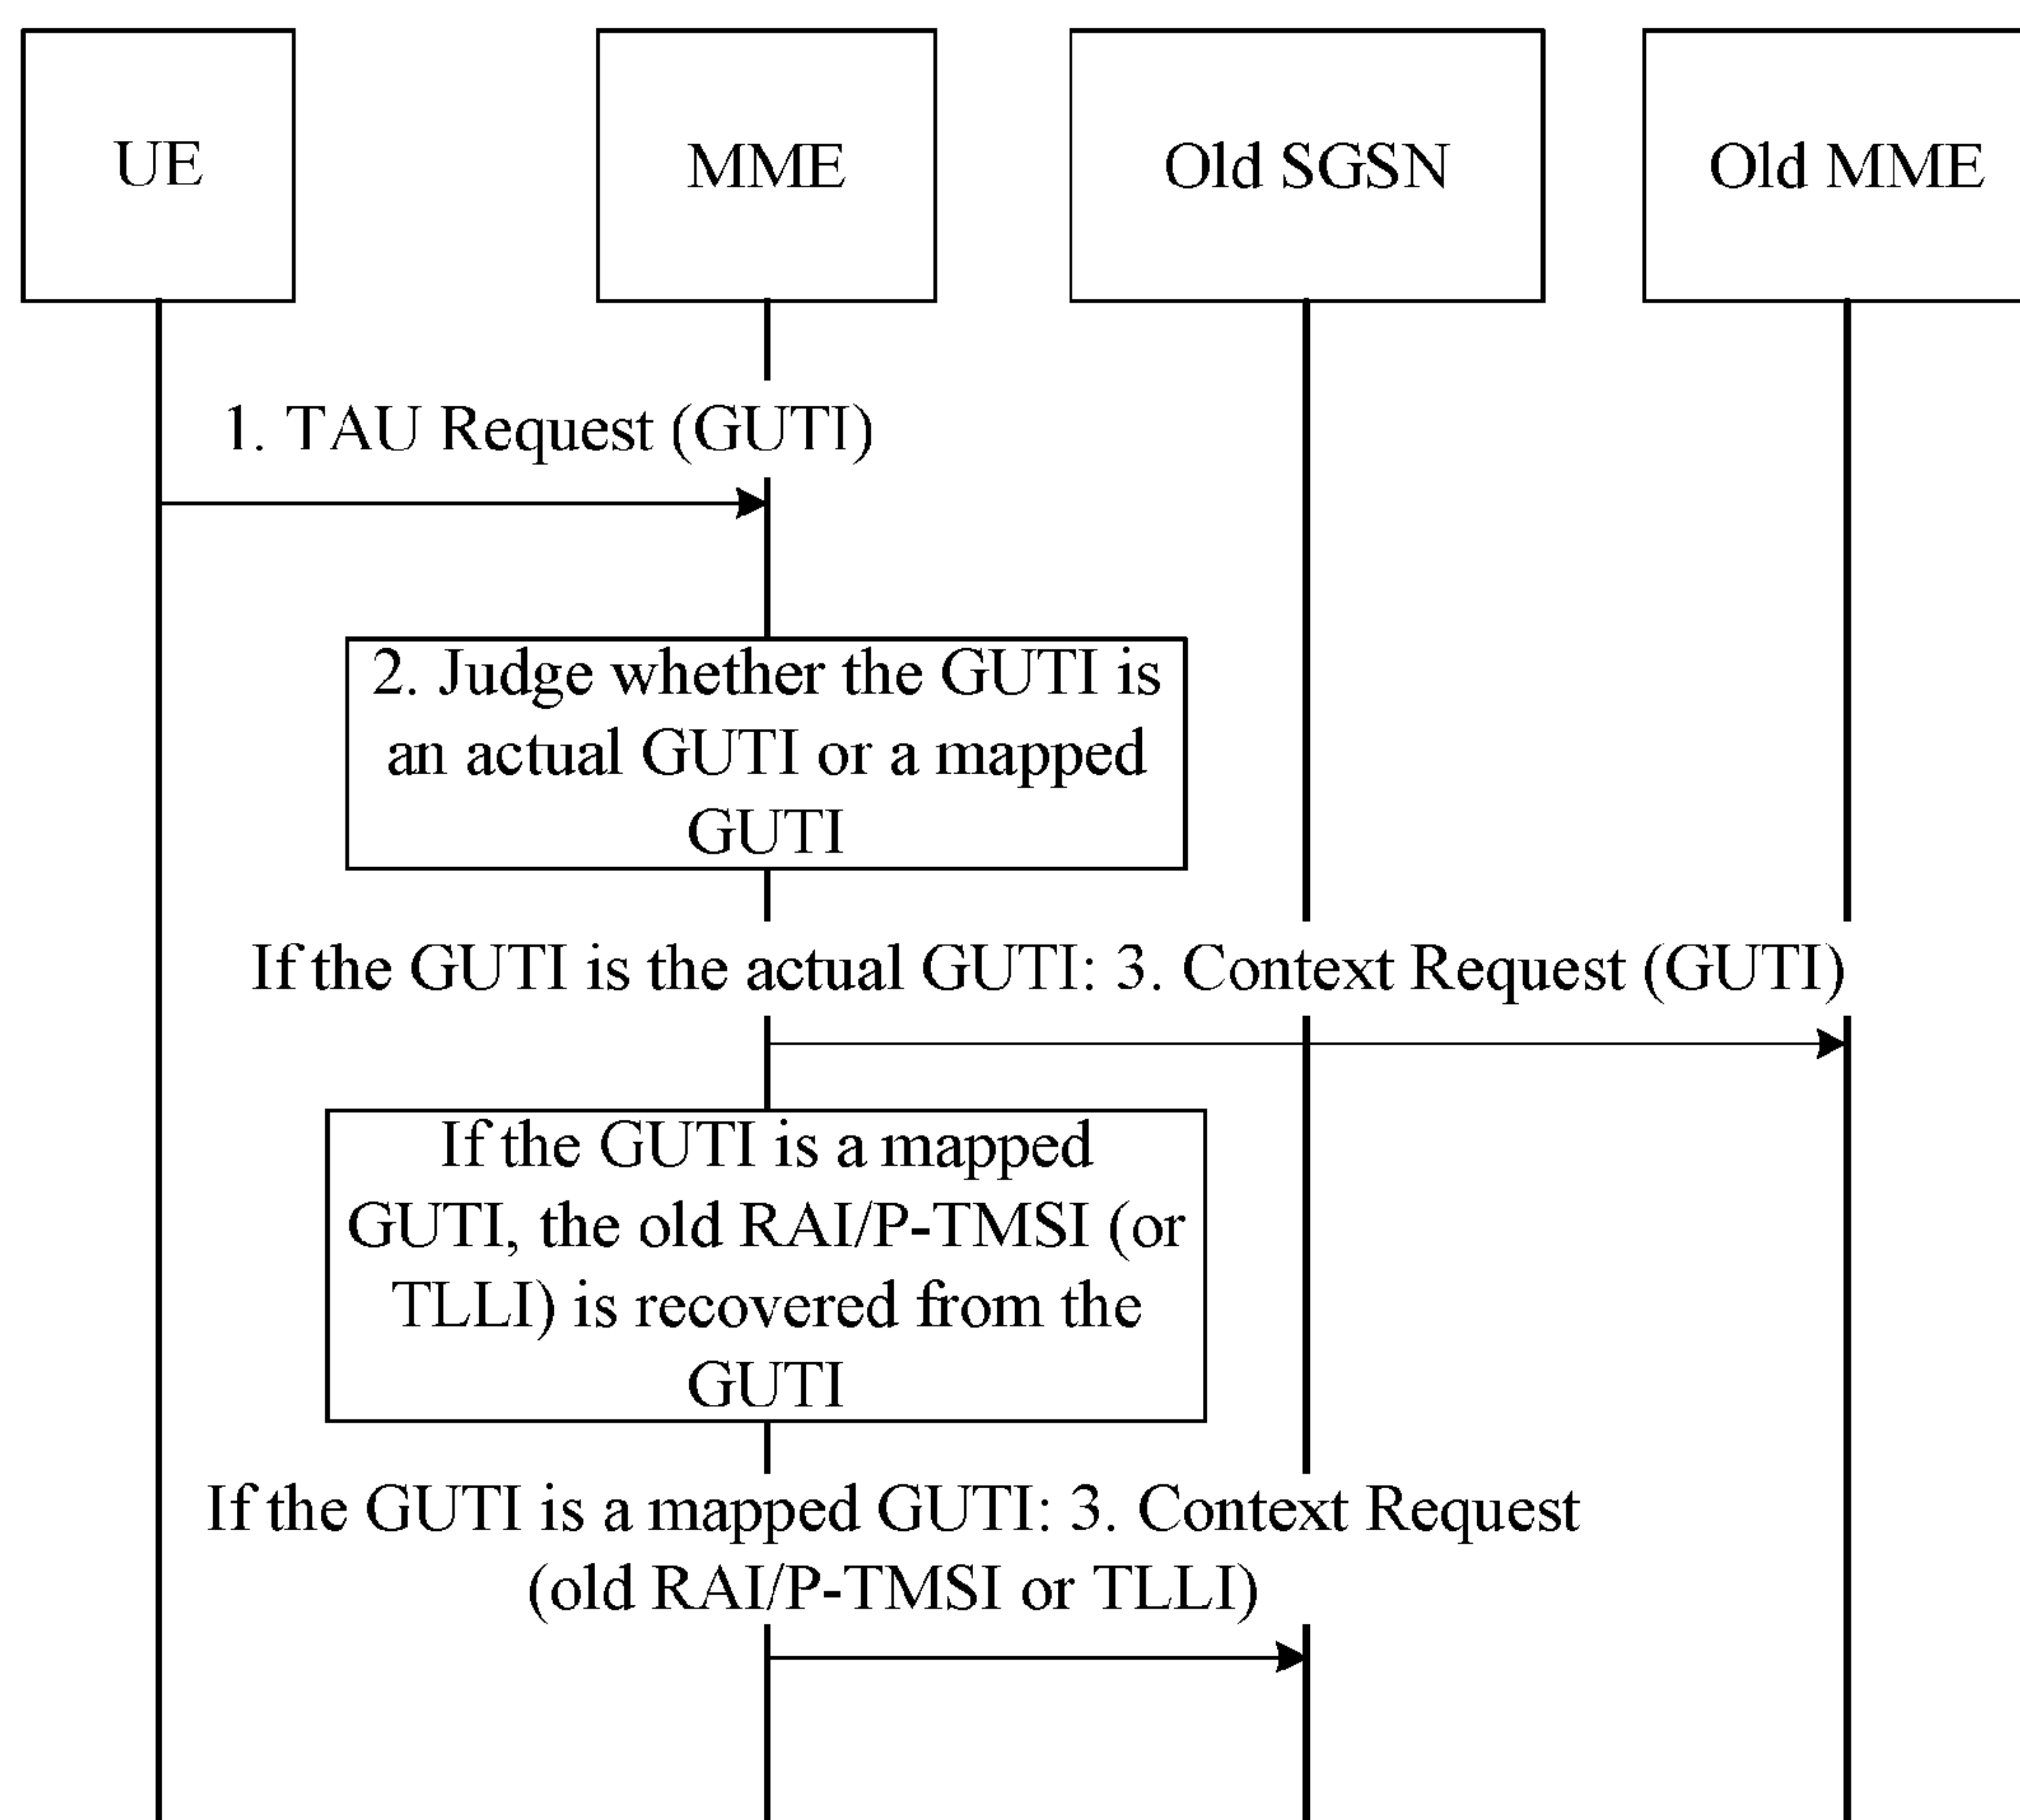 UE
MME
Old SGSN
Old MME
1. TAU Request (GUTI)
2. Judge whether the GUTI is
an actual GUTI or a mapped
GUTI
If the GUTI is the actual GUTI: 3. Context Request (GUTI)
If the GUTI is a mapped
GUTI, the old RAI/P-TMSI (or
TLLI) is recovered from the
GUTI
If the GUTI is a mapped GUTI: 3. Context Request
(old RAI/P-TMSI or TLLI)